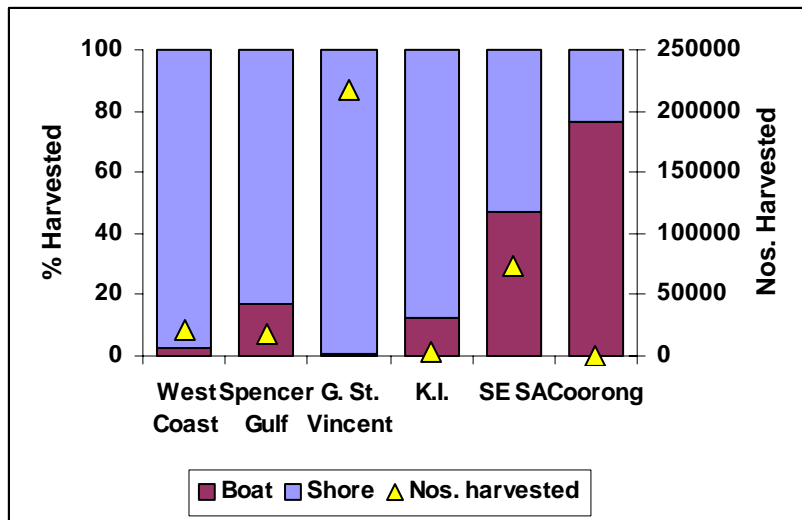 % Harvested
100
80
60
40
20
0
250000
200000
150000
100000
50000
0
Nos. Harvested
West Coast
Spencer Gulf
G. St. Vincent
K.I.
SE SA
Coorong
Boat Shore Nos. harvested